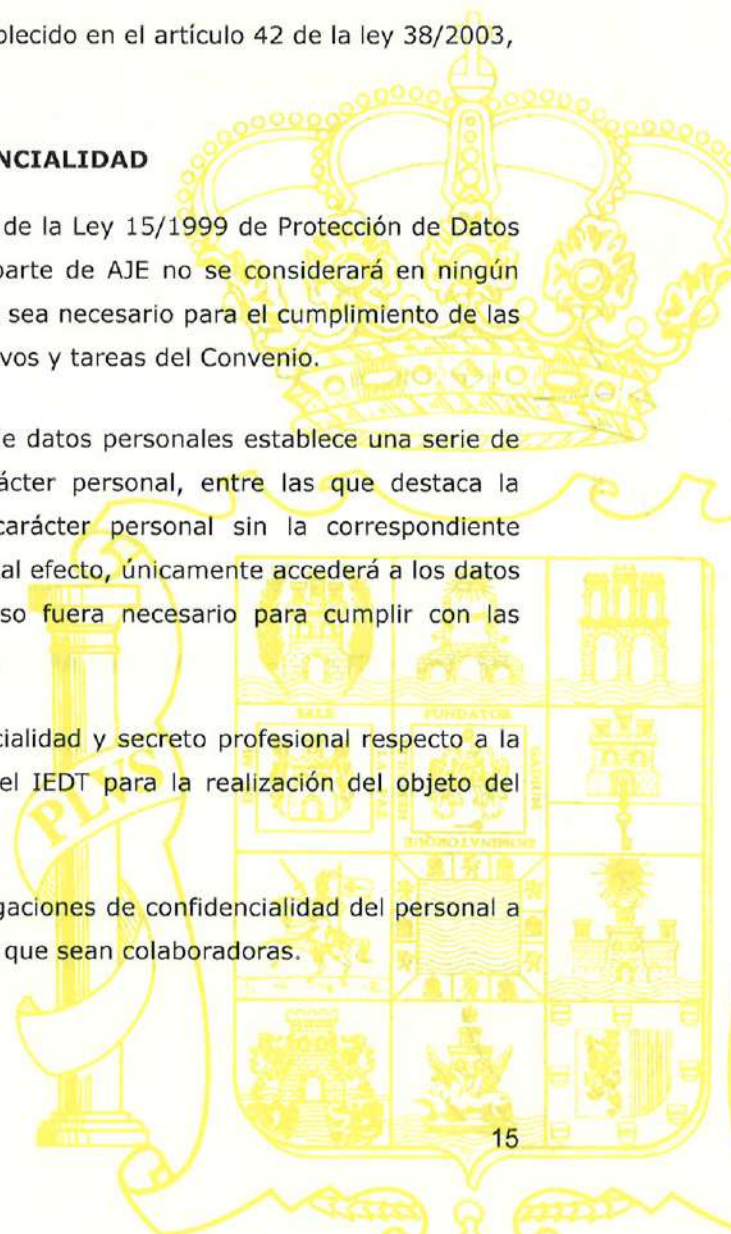 blecido en el artículo 42 de la ley 38/2003,
NCIALIDAD
de la Ley 15/1999 de Protección de Datos
parte de AJE no se considerará en ningún
sea necesario para el cumplimiento de las
ivos y tareas del Convenio.
e datos personales establece una serie de
ácter personal, entre las que destaca la
carácter personal sin la correspondiente
al efecto, únicamente accederá a los datos
so fuera necesario para cumplir con las
cialidad y secreto profesional respecto a la
el IEDT para la realización del objeto del
gaciones de confidencialidad del personal a
que sean colaboradoras.
15
PLVS
FUNDATOR
DOMINATORQUE